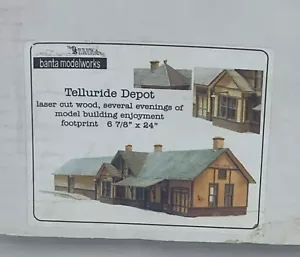 banta modelworks
Telluride Depot
laser cut wood, several evenings of
model building enjoyment
footprint 6 7/8" x 24"